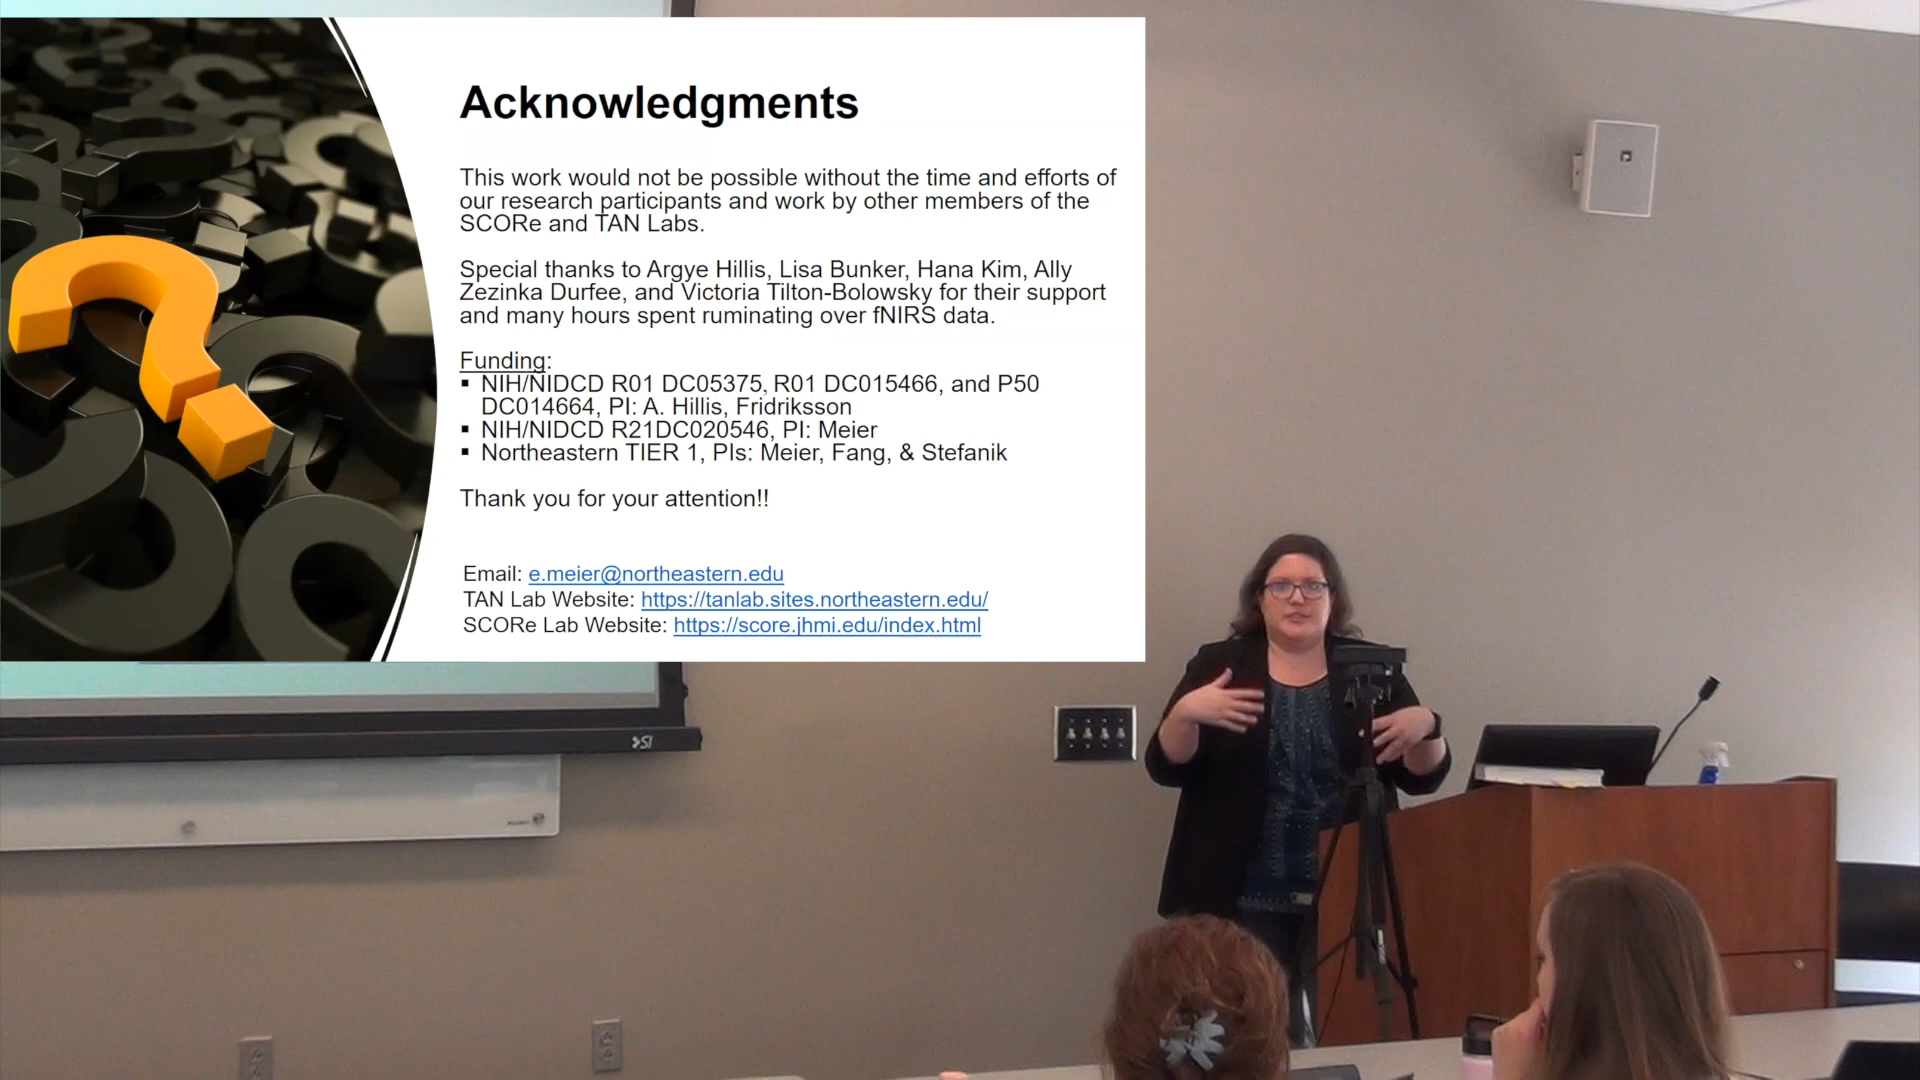 Acknowledgments
This work would not be possible without the time and efforts of
our research participants and work by other members of the
SCORe and TAN Labs.
Special thanks to Argye Hillis, Lisa Bunker, Hana Kim, Ally
Zezinka Durfee, and Victoria Tilton-Bolowsky for their support
and many hours spent ruminating over fNIRS data.
Funding:
▪ NIH/NIDCD R01 DC05375, R01 DC015466, and P50
DC014664, PI: A. Hillis, Fridriksson
▪ NIH/NIDCD R21DC020546, PI: Meier
▪ Northeastern TIER 1, PIs: Meier, Fang, & Stefanik
Thank you for your attention!!
Email: e.meier@northeastern.edu
TAN Lab Website: https://tanlab.sites.northeastern.edu/
SCORe Lab Website: https://score.jhmi.edu/index.html
SI